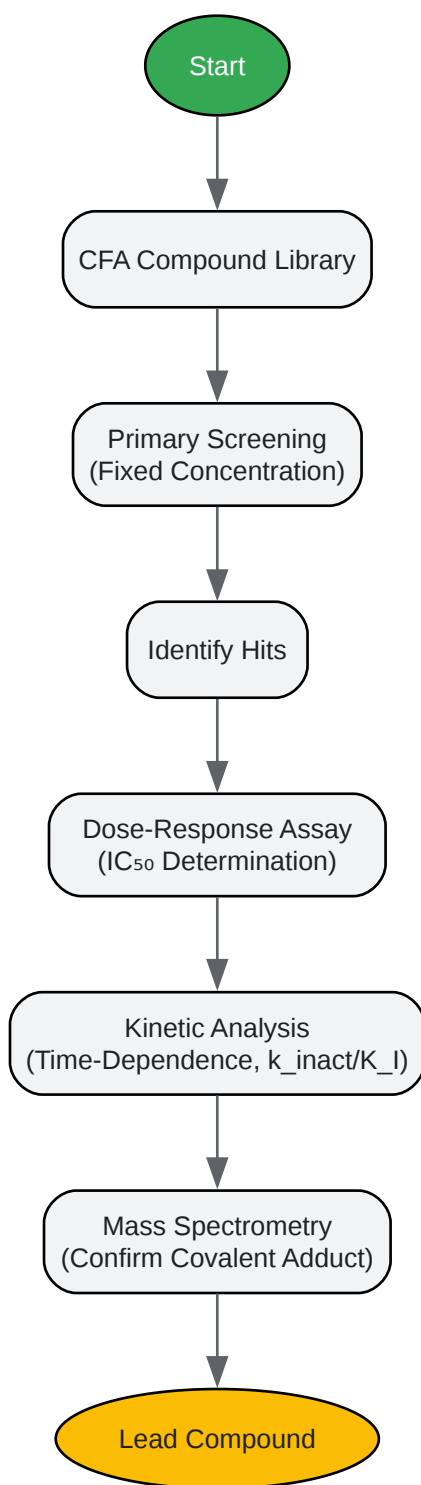 Start
CFA Compound Library
Primary Screening
(Fixed Concentration)
Identify Hits
Dose-Response Assay
(IC₅₀ Determination)
Kinetic Analysis
(Time-Dependence, k_inact/K_I)
Mass Spectrometry
(Confirm Covalent Adduct)
Lead Compound